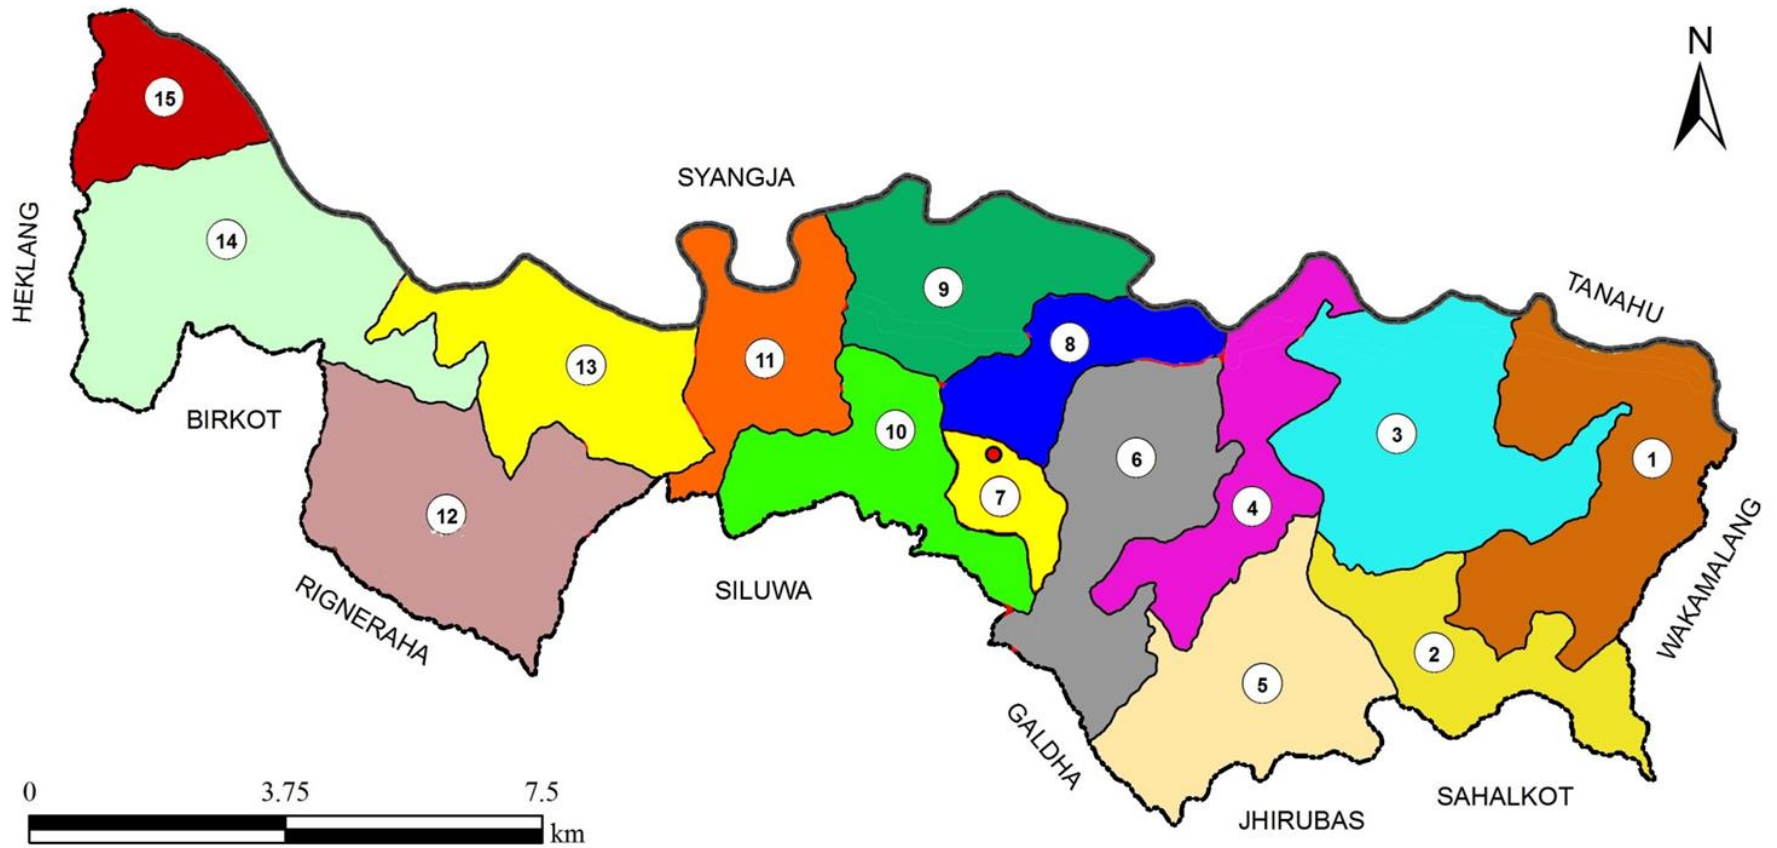 N
15
SYANGJA
HEKLANG
14
9
TANAHU
8
11
13
BIRKOT
10
3
6
1
7
4
12
SILUWA
RIGNERAHA
WAKAMALANG
2
5
GALDHA
0 3.75 7.5
km
SAHALKOT
JHIRUBAS